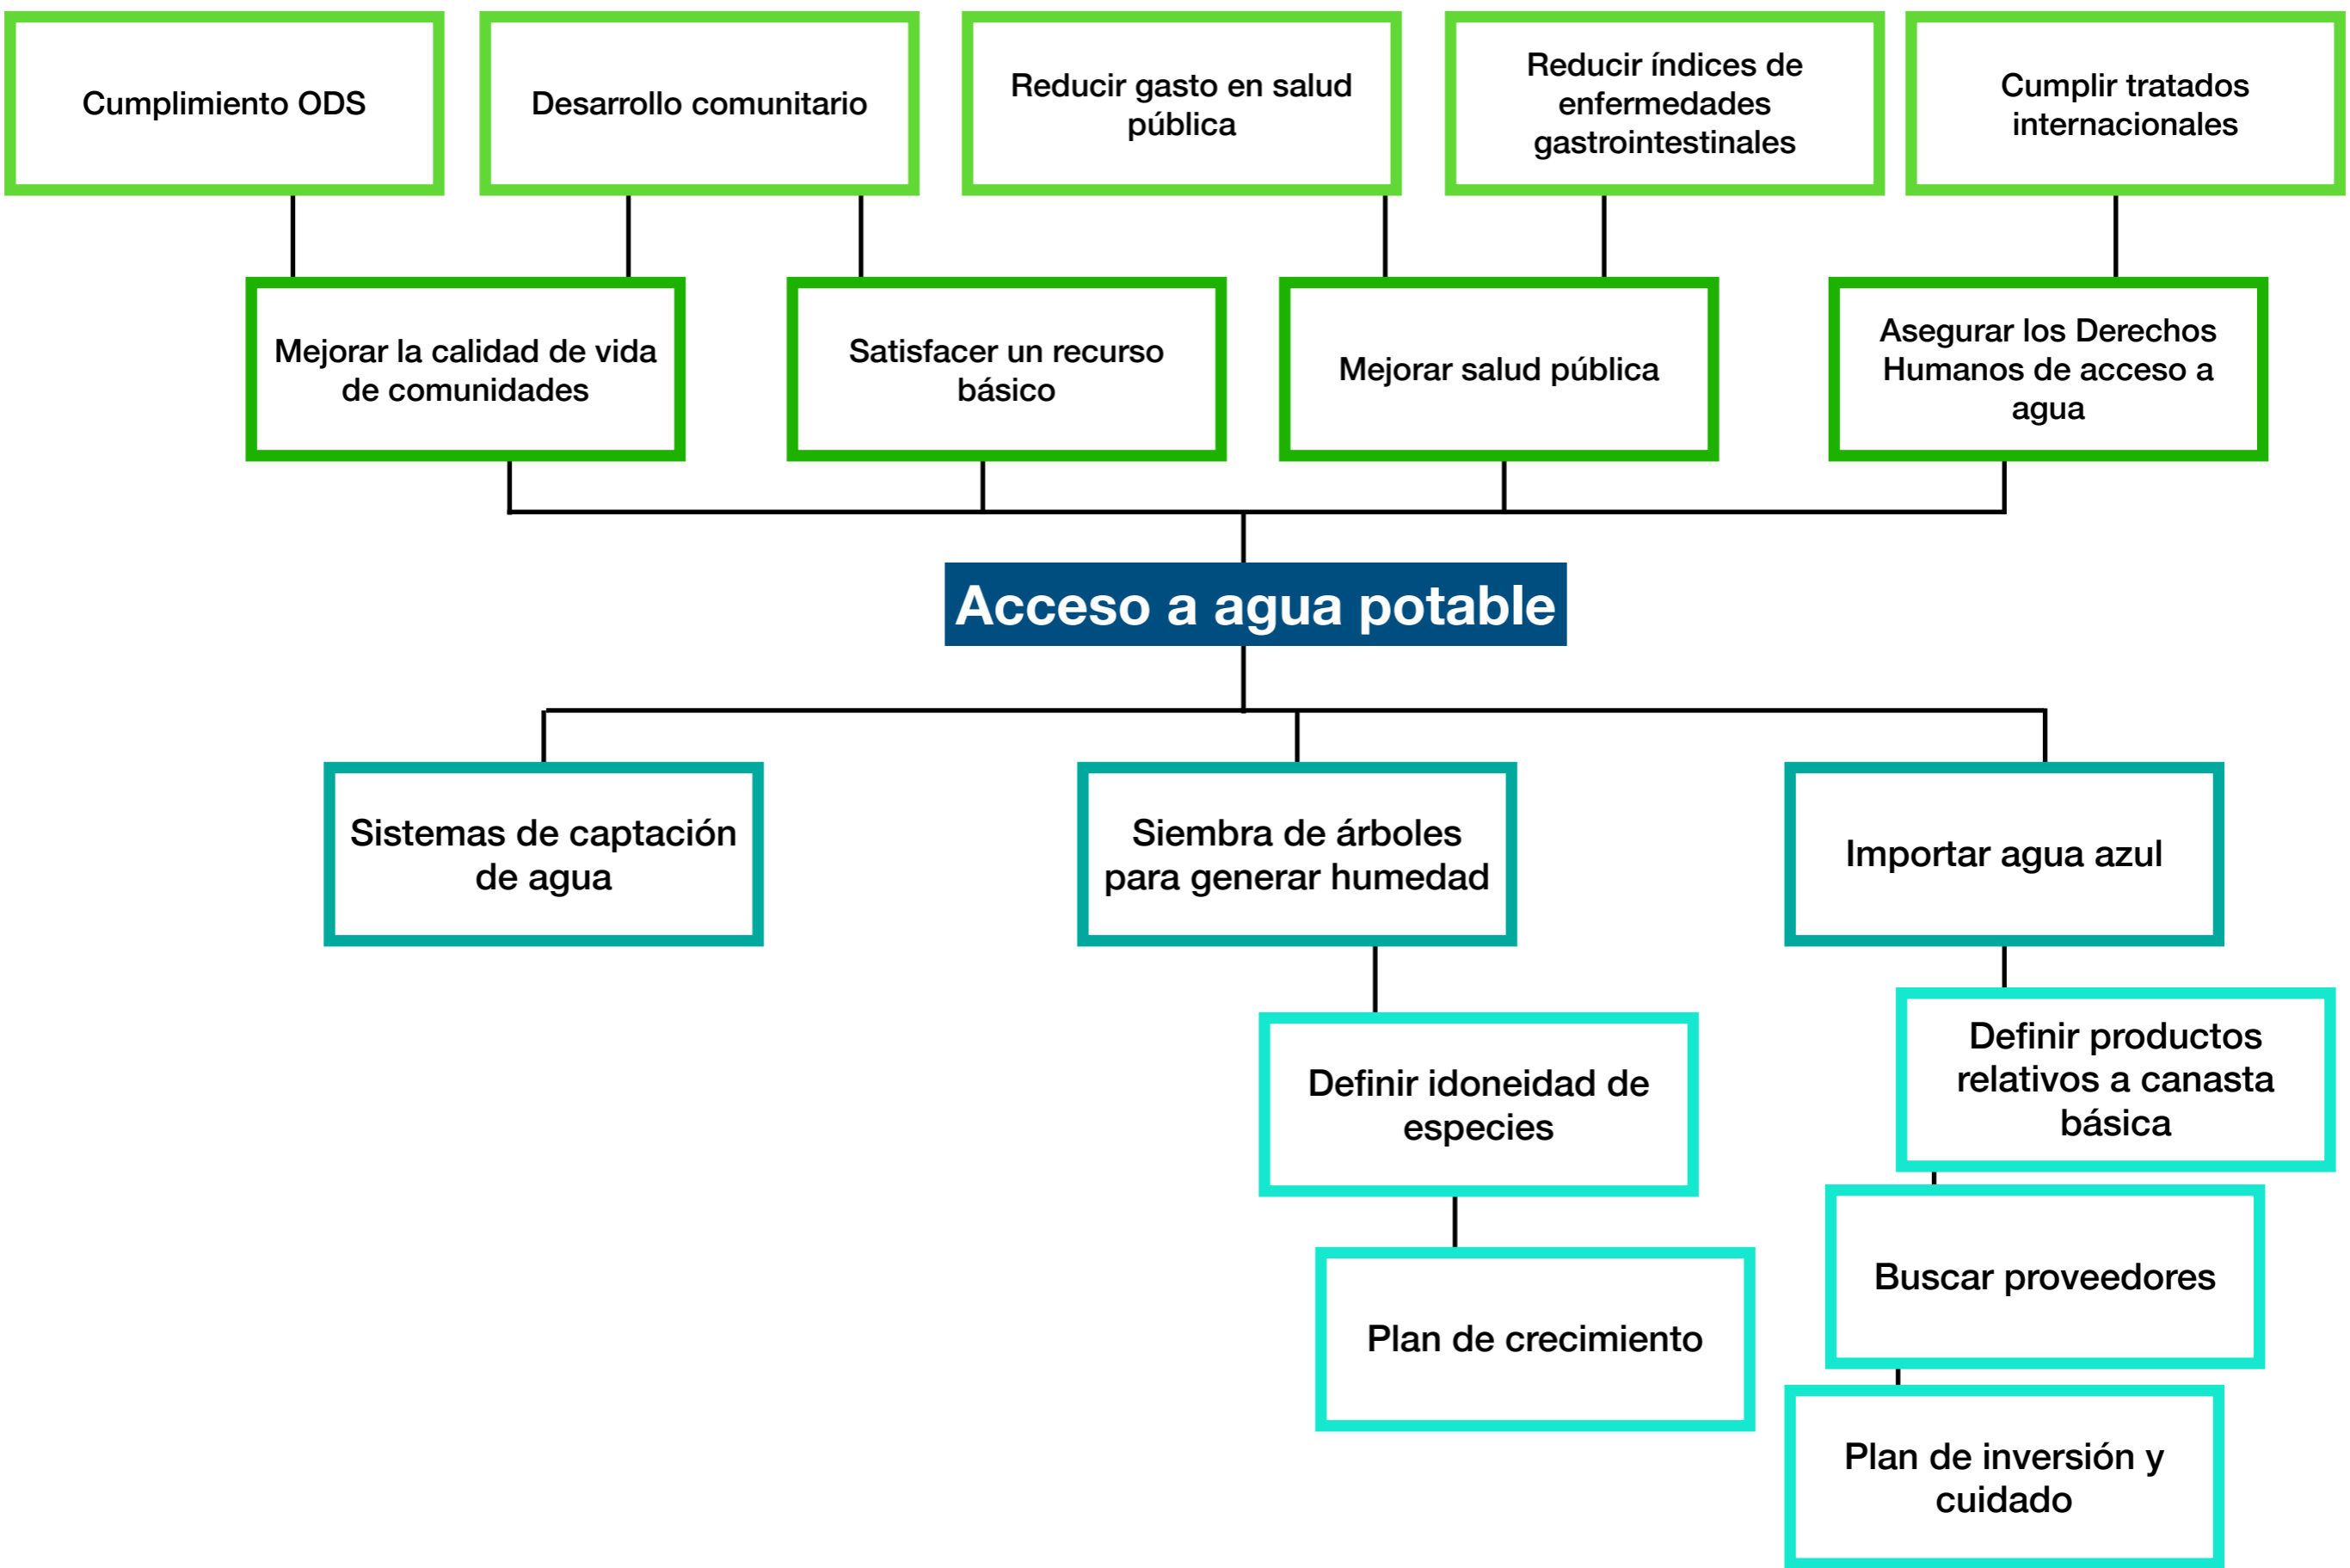 Cumplimiento ODS
Desarrollo comunitario
Reducir gasto en salud
pública
Reducir índices de
enfermedades
gastrointestinales
Cumplir tratados
internacionales
Mejorar la calidad de vida
de comunidades
Satisfacer un recurso
básico
Mejorar salud pública
Asegurar los Derechos
Humanos de acceso a
agua
Acceso a agua potable
Sistemas de captación
de agua
Siembra de árboles
para generar humedad
Importar agua azul
Definir idoneidad de
especies
Plan de crecimiento
Definir productos
relativos a canasta
básica
Buscar proveedores
Plan de inversión y
cuidado